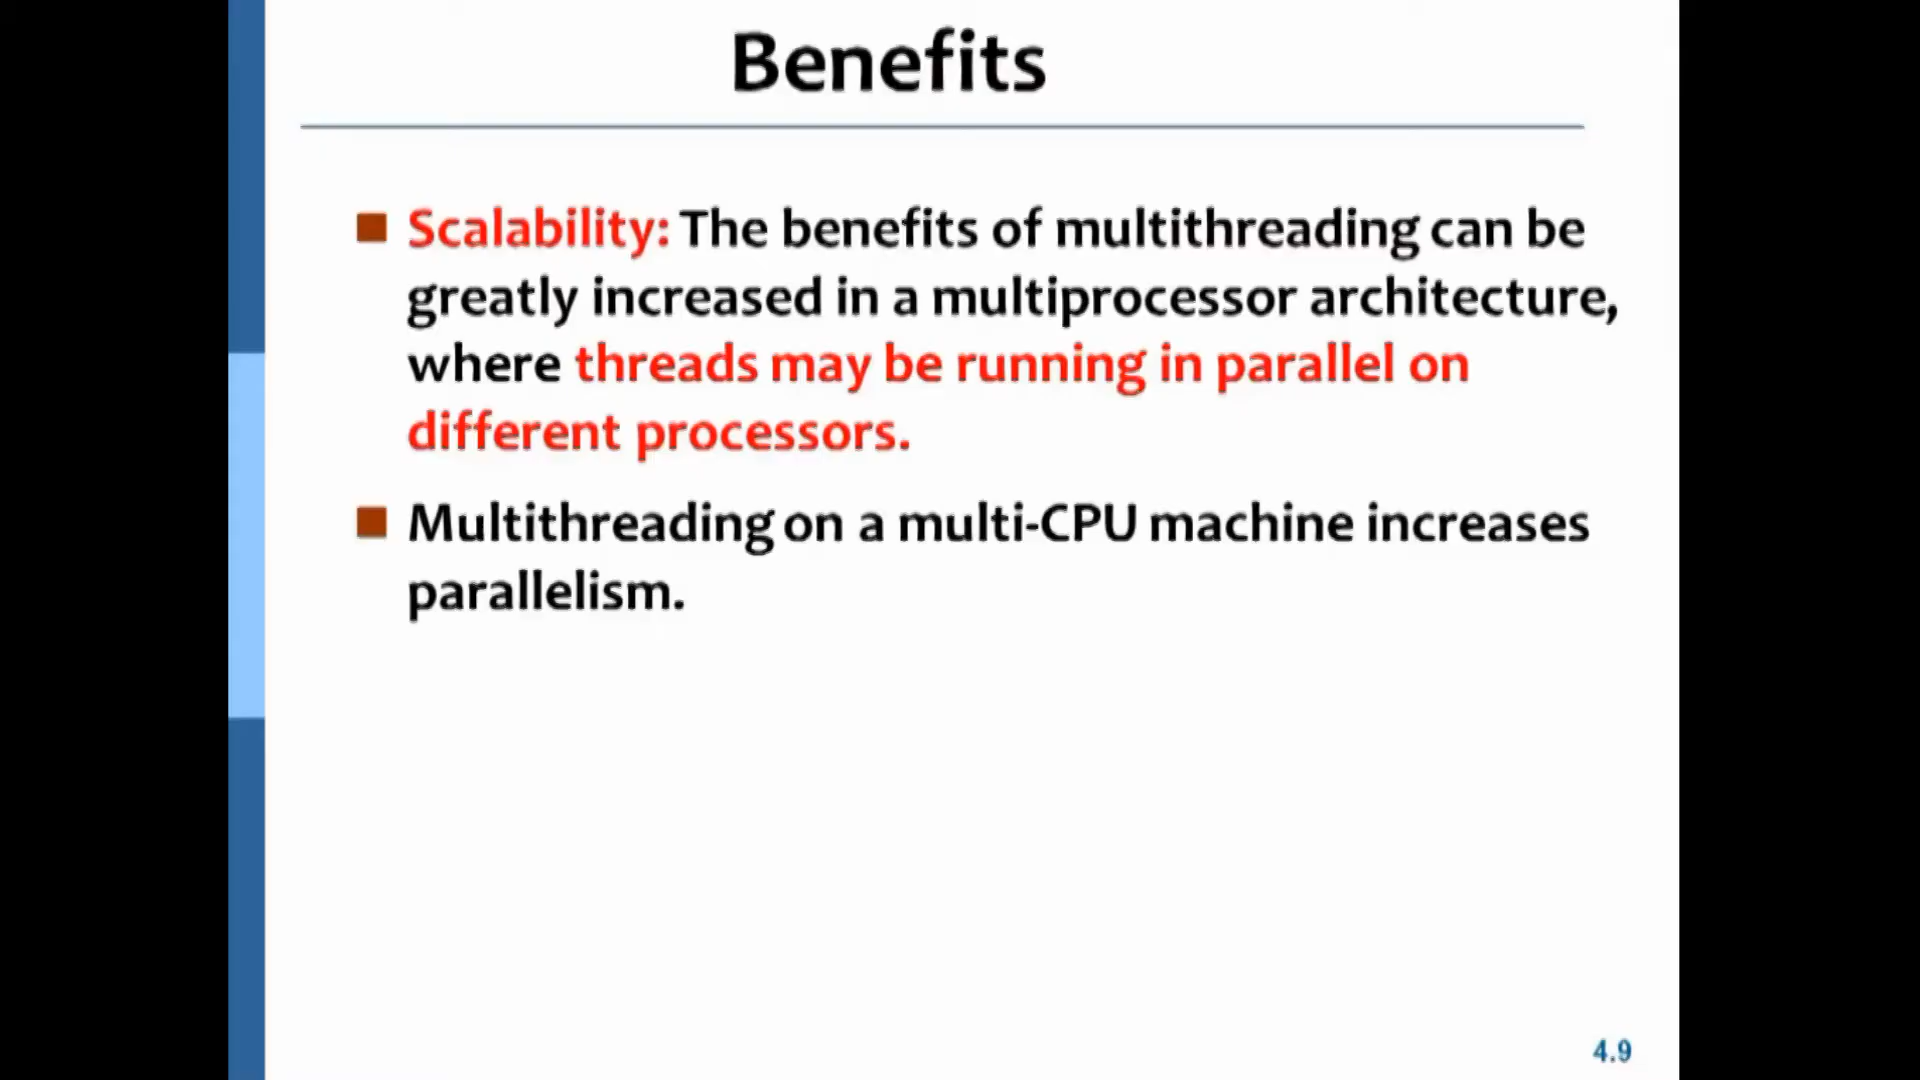 Benefits
Scalability: The benefits of multithreading can be
greatly increased in a multiprocessor architecture,
where threads may be running in parallel on
different processors.
Multithreading on a multi-CPU machine increases
parallelism.
4.9